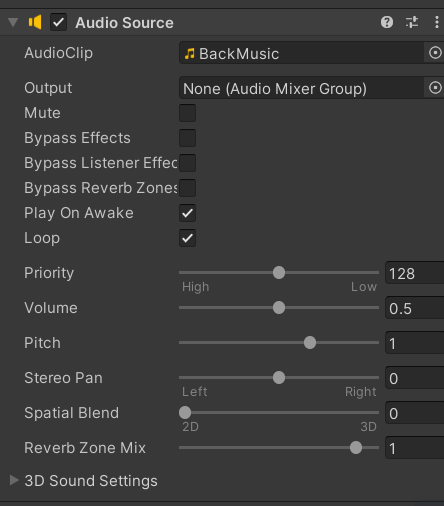 Audio Source
AudioClip BackMusic
Output None (Audio Mixer Group)
Mute
Bypass Effects
Bypass Listener Effec
Bypass Reverb Zones
Play On Awake
Loop
Priority 128
High Low
Volume 0.5
Pitch 1
Stereo Pan 0
Left Right
Spatial Blend 0
2D 3D
Reverb Zone Mix 1
3D Sound Settings